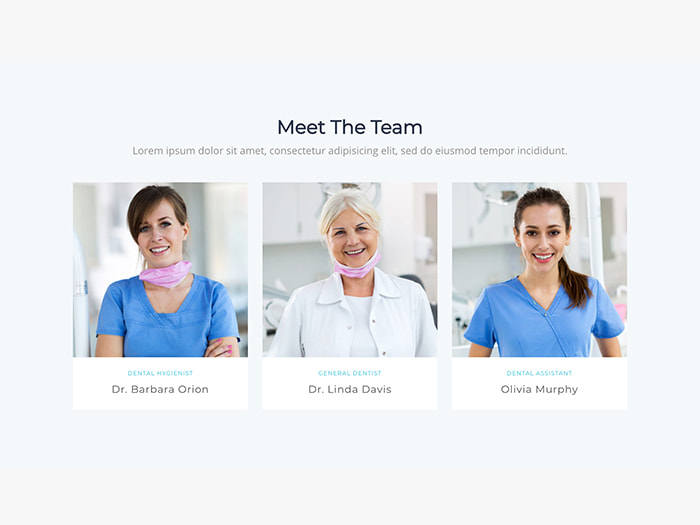 Meet The Team
Lorem ipsum dolor sit amet, consectetur adipisicing elit, sed do eiusmod tempor incididunt.
DENTAL HYGIENIST
Dr. Barbara Orion
GENERAL DENTIST
Dr. Linda Davis
DENTAL ASSISTANT
Olivia Murphy